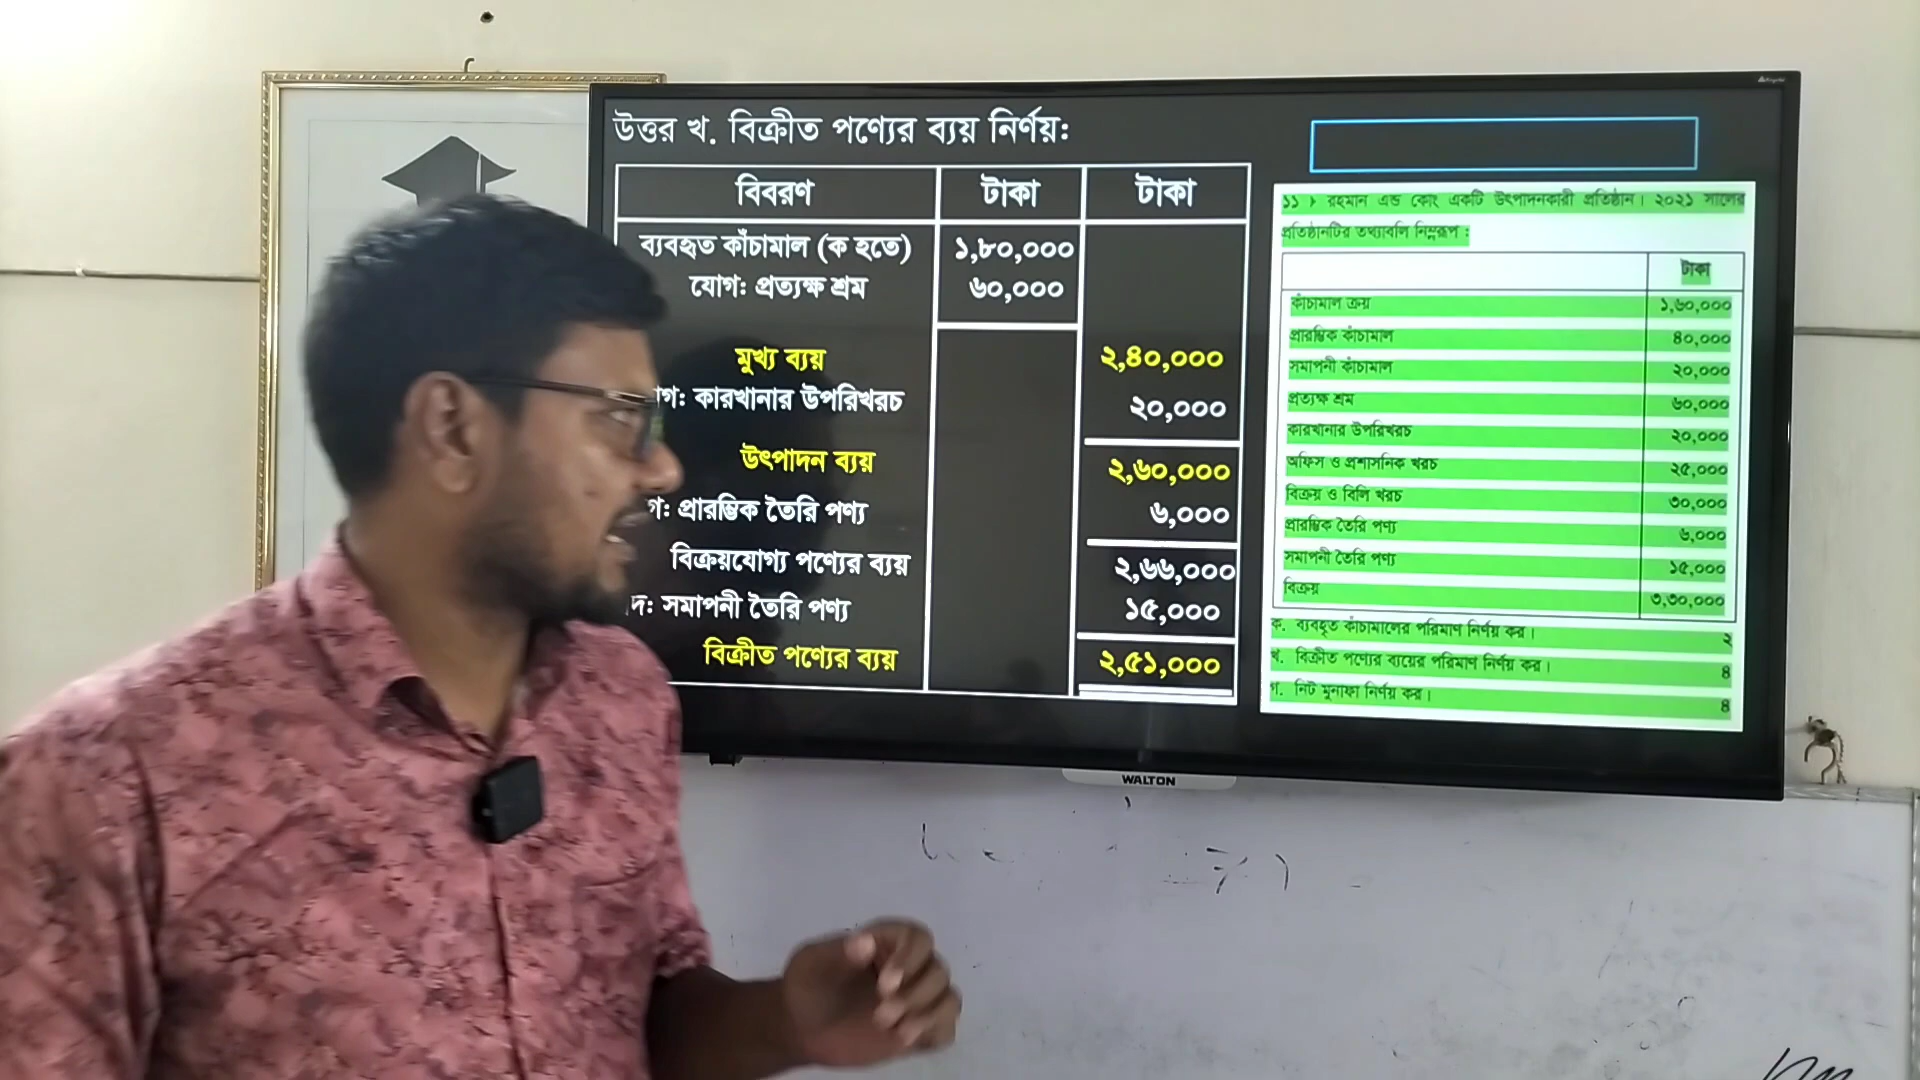 উত্তর খ. বিক্রীত পণ্যের ব্যয় নির্ণয়:
বিবরণ টাকা টাকা
ব্যবহৃত কাঁচামাল (ক হতে) ১,৮০,০০০
যোগ: প্রত্যক্ষ শ্রম ৬০,০০০
মুখ্য ব্যয় ২,৪০,০০০
গ: কারখানার উপরিখরচ ২০,০০০
উৎপাদন ব্যয় ২,৬০,০০০
গ: প্রারম্ভিক তৈরি পণ্য ৬,০০০
বিক্রয়যোগ্য পণ্যের ব্যয় ২,৬৬,০০০
দ: সমাপনী তৈরি পণ্য ১৫,০০০
বিক্রীত পণ্যের ব্যয় ২,৫১,০০০
১১ রহমান এন্ড কোং একটি উৎপাদনকারী প্রতিষ্ঠান। ২০২১ সালের
প্রতিষ্ঠানটির তথ্যাবলি নিম্নরূপ :
টাকা
কাঁচামাল ক্রয় ১,৬০,০০০
প্রারম্ভিক কাঁচামাল ৪০,০০০
সমাপনী কাঁচামাল ২০,০০০
প্রত্যক্ষ শ্রম ৬০,০০০
কারখানার উপরিখরচ ২০,০০০
অফিস ও প্রশাসনিক খরচ ২৫,০০০
বিক্রয় ও বিলি খরচ ৩০,০০০
প্রারম্ভিক তৈরি পণ্য ৬,০০০
সমাপনী তৈরি পণ্য ১৫,০০০
বিক্রয় ৩,৩০,০০০
ক. ব্যবহৃত কাঁচামালের পরিমাণ নির্ণয় কর। ২
খ. বিক্রীত পণ্যের ব্যয়ের পরিমাণ নির্ণয় কর। ৪
গ. নিট মুনাফা নির্ণয় কর। ৪
WALTON